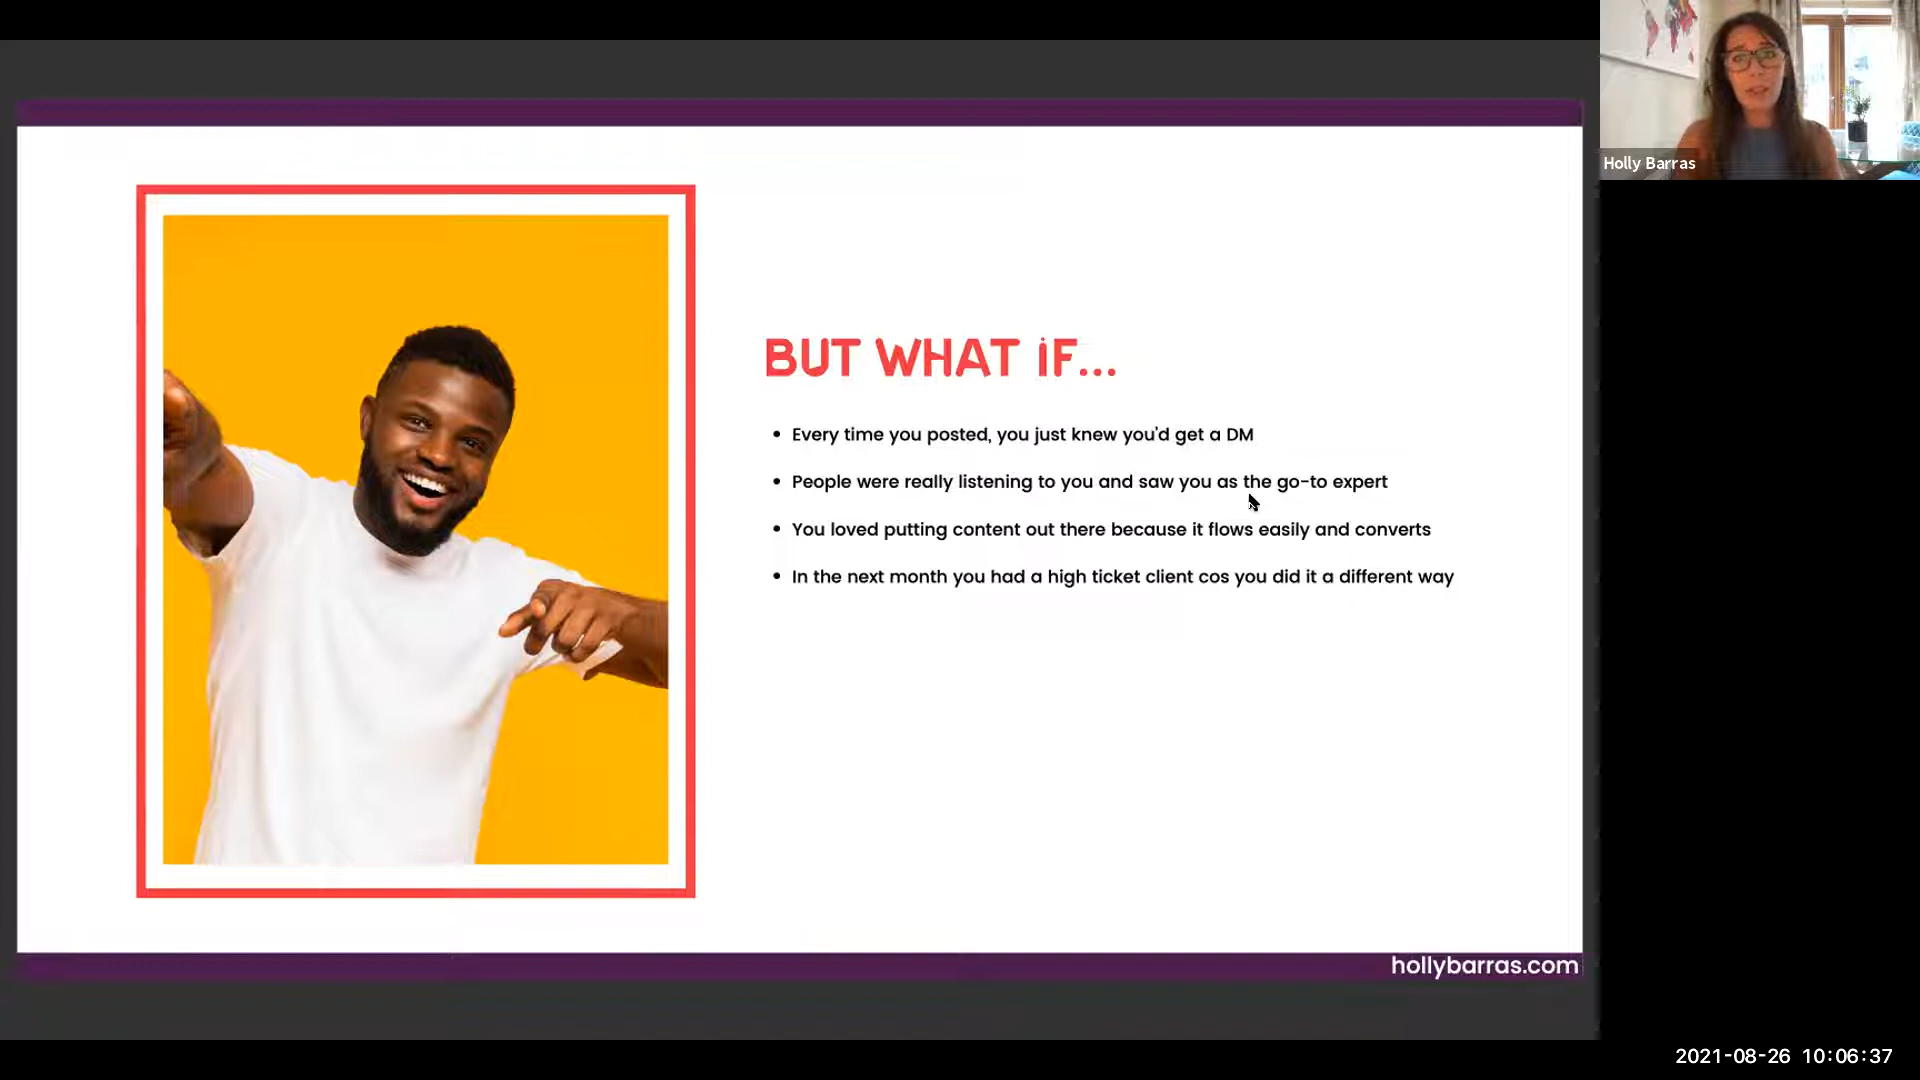 Holly Barras
BUT WHAT IF...
• Every time you posted, you just knew you'd get a DM
• People were really listening to you and saw you as the go-to expert
• You loved putting content out there because it flows easily and converts
• In the next month you had a high ticket client cos you did it a different way
hollybarras.com
2021-08-26 10:06:37